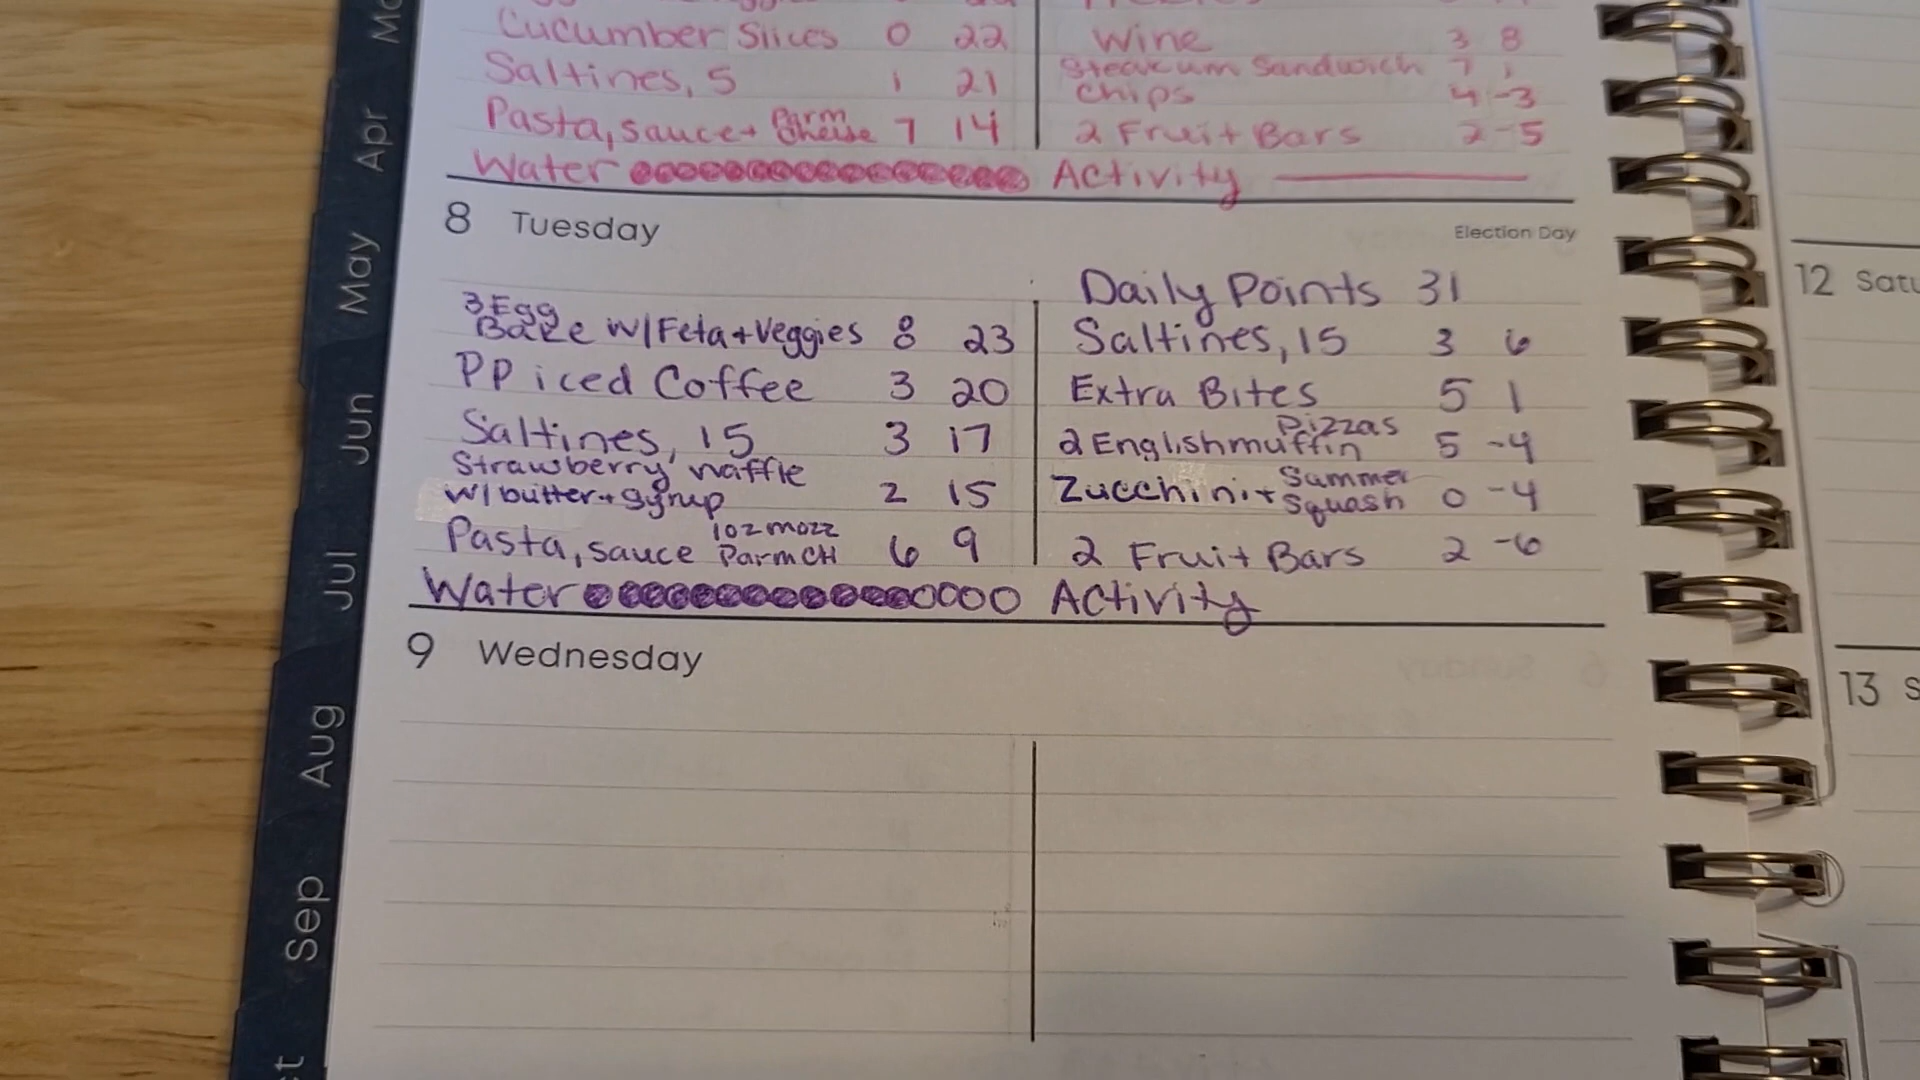 Cucumber Slices 0 22
Saltines, 5 1 21
Pasta, sauce + Parm Cheese 7 14
Wine 3 8
Steakum Sandwich 7 1
Chips 4 -3
2 Fruit Bars 2 -5
Water Activity
8 Tuesday
Election Day
Daily Points 31
3 Egg
Bake w/Feta+Veggies 8 23
PP iced Coffee 3 20
Saltines, 15 3 17
Strawberry waffle
w/butter+syrup 2 15
Pasta, sauce 1oz mozz Parm CH 6 9
Saltines, 15 3 6
Extra Bites 5 1
2 English muffin Pizzas 5 -4
Zucchini + Summer Squash 0 -4
2 Fruit Bars 2 -6
Water Activity
9 Wednesday
12 Satu
13 S
Apr
May
Jun
Jul
Aug
Sep